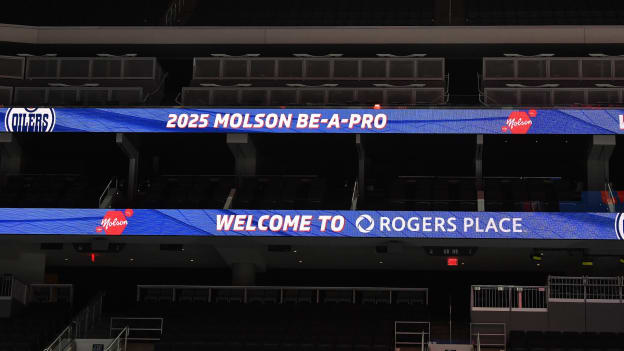 OILERS 2025 MOLSON BE-A-PRO Molson
Molson WELCOME TO ROGERS PLACE